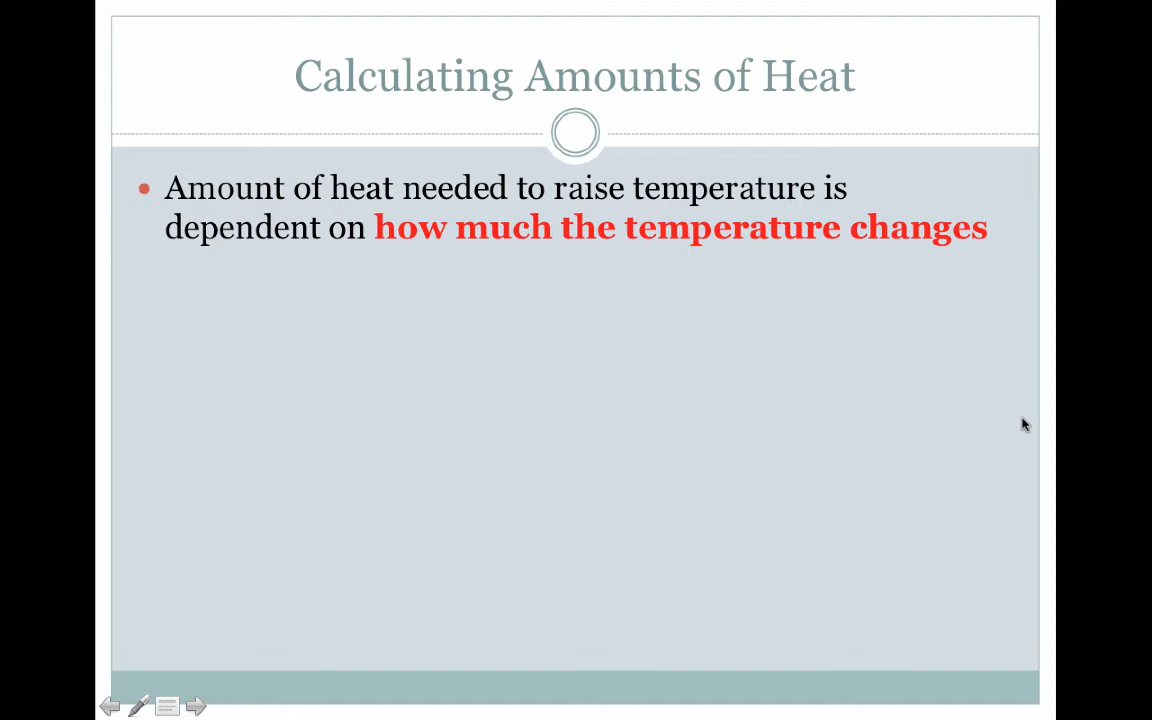 Calculating Amounts of Heat
• Amount of heat needed to raise temperature is
dependent on how much the temperature changes